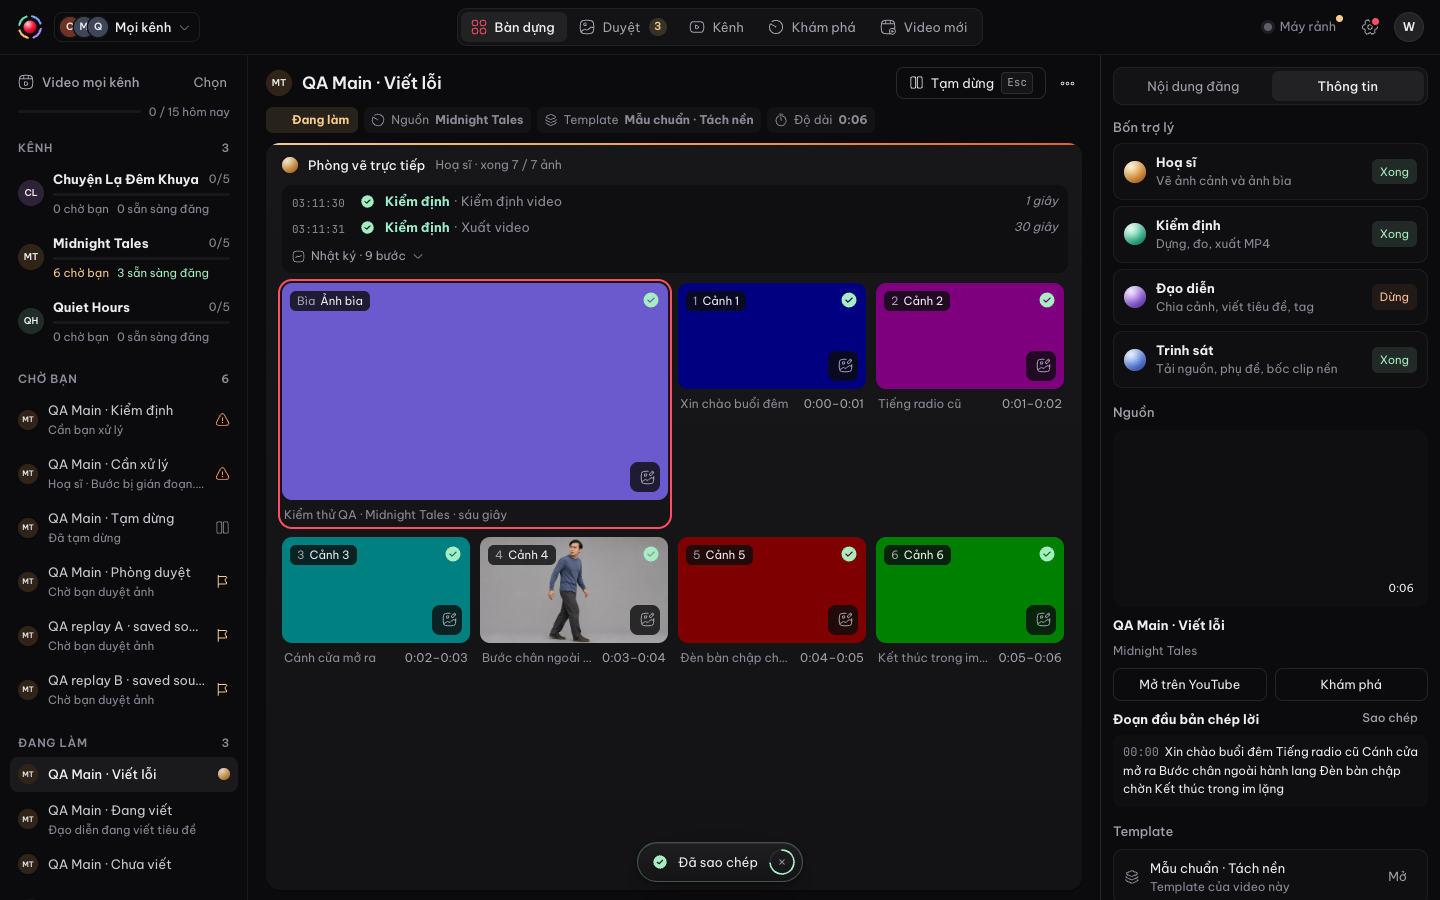 C M Q Mọi kênh
Bàn dựng
Duyệt 3
Kênh
Khám phá
Video mới
Máy rảnh
W
Video mọi kênh Chọn
0 / 15 hôm nay
KÊNH 3
CL Chuyện Lạ Đêm Khuya 0/5
0 chờ bạn 0 sẵn sàng đăng
MT Midnight Tales 0/5
6 chờ bạn 3 sẵn sàng đăng
QH Quiet Hours 0/5
0 chờ bạn 0 sẵn sàng đăng
CHỜ BẠN 6
MT QA Main · Kiểm định
Cần bạn xử lý
MT QA Main · Cần xử lý
Hoạ sĩ · Bước bị gián đoạn....
MT QA Main · Tạm dừng
Đã tạm dừng
MT QA Main · Phòng duyệt
Chờ bạn duyệt ảnh
MT QA replay A · saved so...
Chờ bạn duyệt ảnh
MT QA replay B · saved sou...
Chờ bạn duyệt ảnh
ĐANG LÀM 3
MT QA Main · Viết lỗi
MT QA Main · Đang viết
Đạo diễn đang viết tiêu đề
MT QA Main · Chưa viết
MT QA Main · Viết lỗi
Tạm dừng Esc
Đang làm
Nguồn Midnight Tales
Template Mẫu chuẩn · Tách nền
Độ dài 0:06
Phòng vẽ trực tiếp Hoạ sĩ · xong 7 / 7 ảnh
03:11:30 Kiểm định · Kiểm định video 1 giây
03:11:31 Kiểm định · Xuất video 30 giây
Nhật ký · 9 bước
Bìa Ảnh bìa
Kiểm thử QA · Midnight Tales · sáu giây
1 Cảnh 1
Xin chào buổi đêm 0:00–0:01
2 Cảnh 2
Tiếng radio cũ 0:01–0:02
3 Cảnh 3
Cánh cửa mở ra 0:02–0:03
4 Cảnh 4
Bước chân ngoài ... 0:03–0:04
5 Cảnh 5
Đèn bàn chập ch... 0:04–0:05
6 Cảnh 6
Kết thúc trong im... 0:05–0:06
Đã sao chép
Nội dung đăng
Thông tin
Bốn trợ lý
Hoạ sĩ
Vẽ ảnh cảnh và ảnh bìa
Xong
Kiểm định
Dựng, đo, xuất MP4
Xong
Đạo diễn
Chia cảnh, viết tiêu đề, tag
Dừng
Trinh sát
Tải nguồn, phụ đề, bốc clip nền
Xong
Nguồn
0:06
QA Main · Viết lỗi
Midnight Tales
Mở trên YouTube
Khám phá
Đoạn đầu bản chép lời Sao chép
00:00 Xin chào buổi đêm Tiếng radio cũ Cánh cửa
mở ra Bước chân ngoài hành lang Đèn bàn chập
chờn Kết thúc trong im lặng
Template
Mẫu chuẩn · Tách nền
Template của video này
Mở